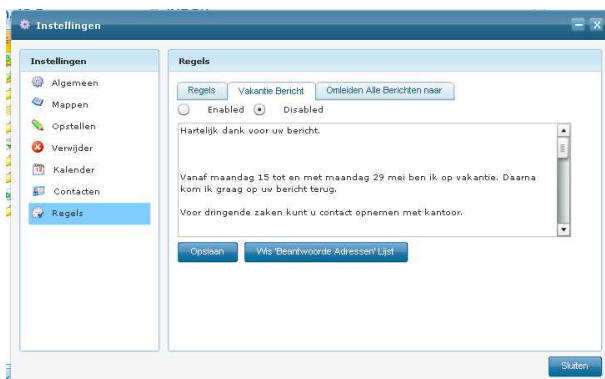 Instellingen
Instellingen
Algemeen
Mappen
Opstellen
Verwijder
Kalender
Contacten
Regels
Regels
Regels
Vakantie Bericht
Omleiden Alle Berichten naar
Enabled
Disabled
Hartelijk dank voor uw bericht.
Vanaf maandag 15 tot en met maandag 29 mei ben ik op vakantie. Daarna
kom ik graag op uw bericht terug.
Voor dringende zaken kunt u contact opnemen met kantoor.
Opslaan
Wis 'Beantwoorde Adressen' Lijst
Sluiten